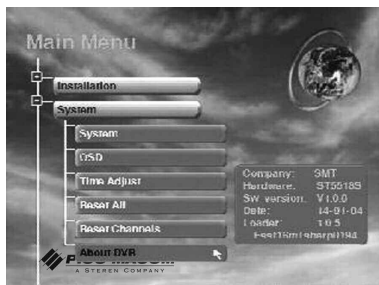 Main Menu
Installation
System
System
OSD
Time Adjust
Reset All
Reset Channels
About DVR
Company: SMT
Hardware: ST5518S
SW version: V1.0.0
Date: 14-01-04
Loader: 1.0.5
A STEREN COMPANY